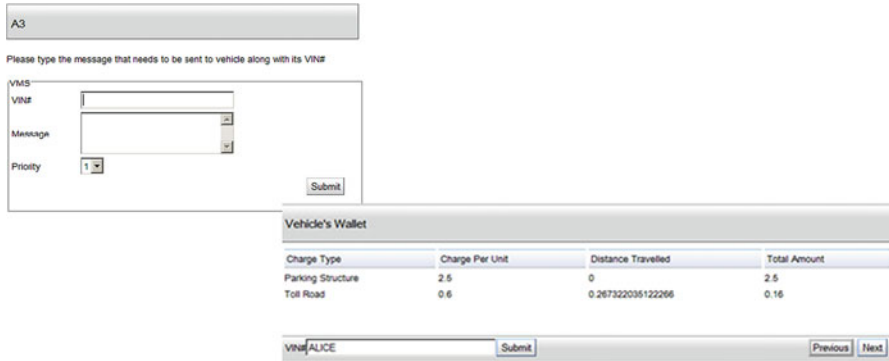 A3
Please type the message that needs to be sent to vehicle along with its VIN#
VMS
VIN#
Message
Priority 1
Submit
Vehicle's Wallet
Charge Type Charge Per Unit Distance Travelled Total Amount
Parking Structure 2.5 0 2.5
Toll Road 0.6 0.267322035122266 0.16
VIN# ALICE Submit Previous Next